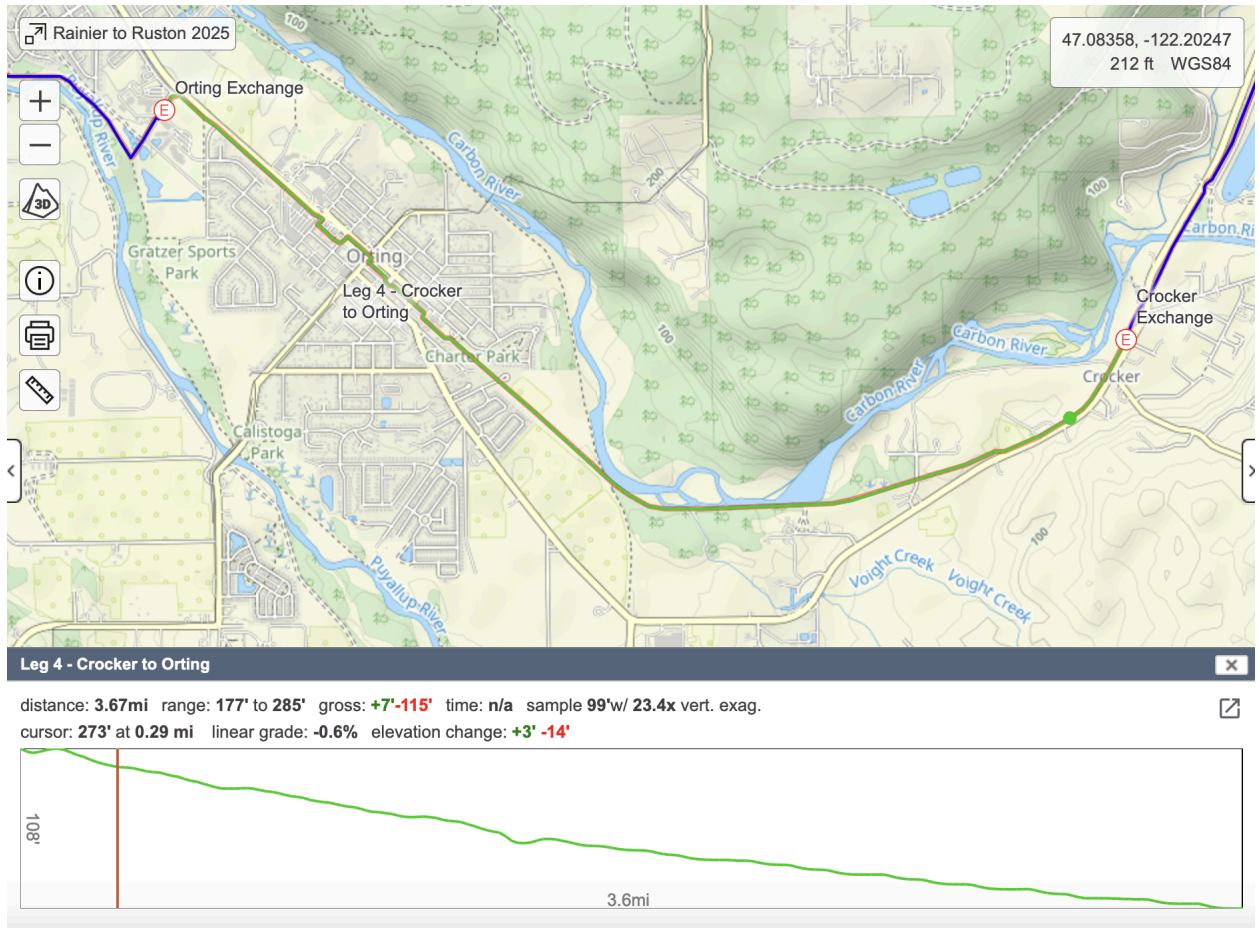 Rainier to Ruston 2025
47.08358, -122.20247
212 ft WGS84
100
Orting Exchange
E
+
−
3D
i
Carbon River
200
100
Carbon Ri
Gratzer Sports
Park
Orting
Leg 4 - Crocker
to Orting
Crocker
Exchange
E
100
Charter Park
Carbon River
Crocker
Carbon River
Calistoga
Park
100
Puyallup River
Voight Creek
Voight Creek
Leg 4 - Crocker to Orting
distance: 3.67mi range: 177' to 285' gross: +7'-115' time: n/a sample 99'w/ 23.4x vert. exag.
cursor: 273' at 0.29 mi linear grade: -0.6% elevation change: +3' -14'
108'
3.6mi